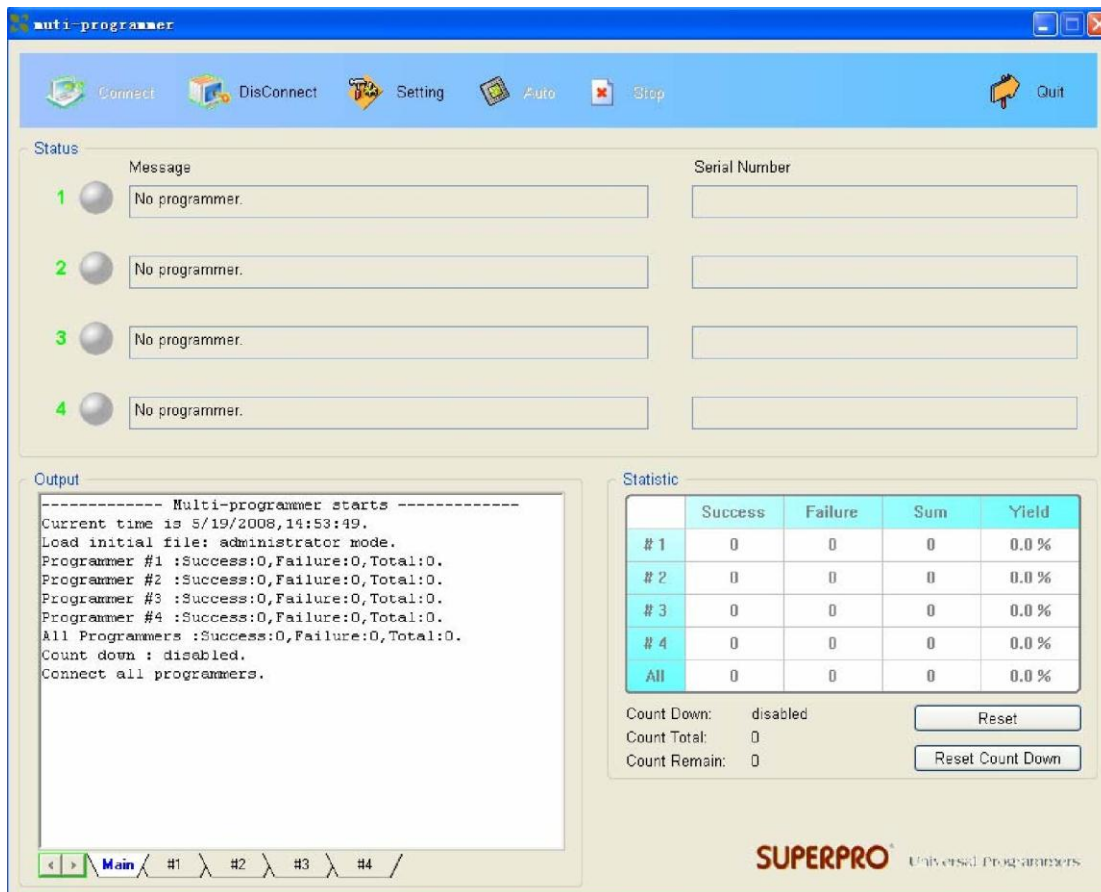 muti-programmer
Connect DisConnect Setting Auto Stop Quit
Status
Message Serial Number
1 No programmer.
2 No programmer.
3 No programmer.
4 No programmer.
Output
------------- Multi-programmer starts -------------
Current time is 5/19/2008,14:53:49.
Load initial file: administrator mode.
Programmer #1 :Success:0,Failure:0,Total:0.
Programmer #2 :Success:0,Failure:0,Total:0.
Programmer #3 :Success:0,Failure:0,Total:0.
Programmer #4 :Success:0,Failure:0,Total:0.
All Programmers :Success:0,Failure:0,Total:0.
Count down : disabled.
Connect all programmers.
Main #1 #2 #3 #4
Statistic
Success Failure Sum Yield
# 1 0 0 0 0.0 %
# 2 0 0 0 0.0 %
# 3 0 0 0 0.0 %
# 4 0 0 0 0.0 %
All 0 0 0 0.0 %
Count Down: disabled
Reset
Count Total: 0
Count Remain: 0
Reset Count Down
SUPERPRO Universal Programmers